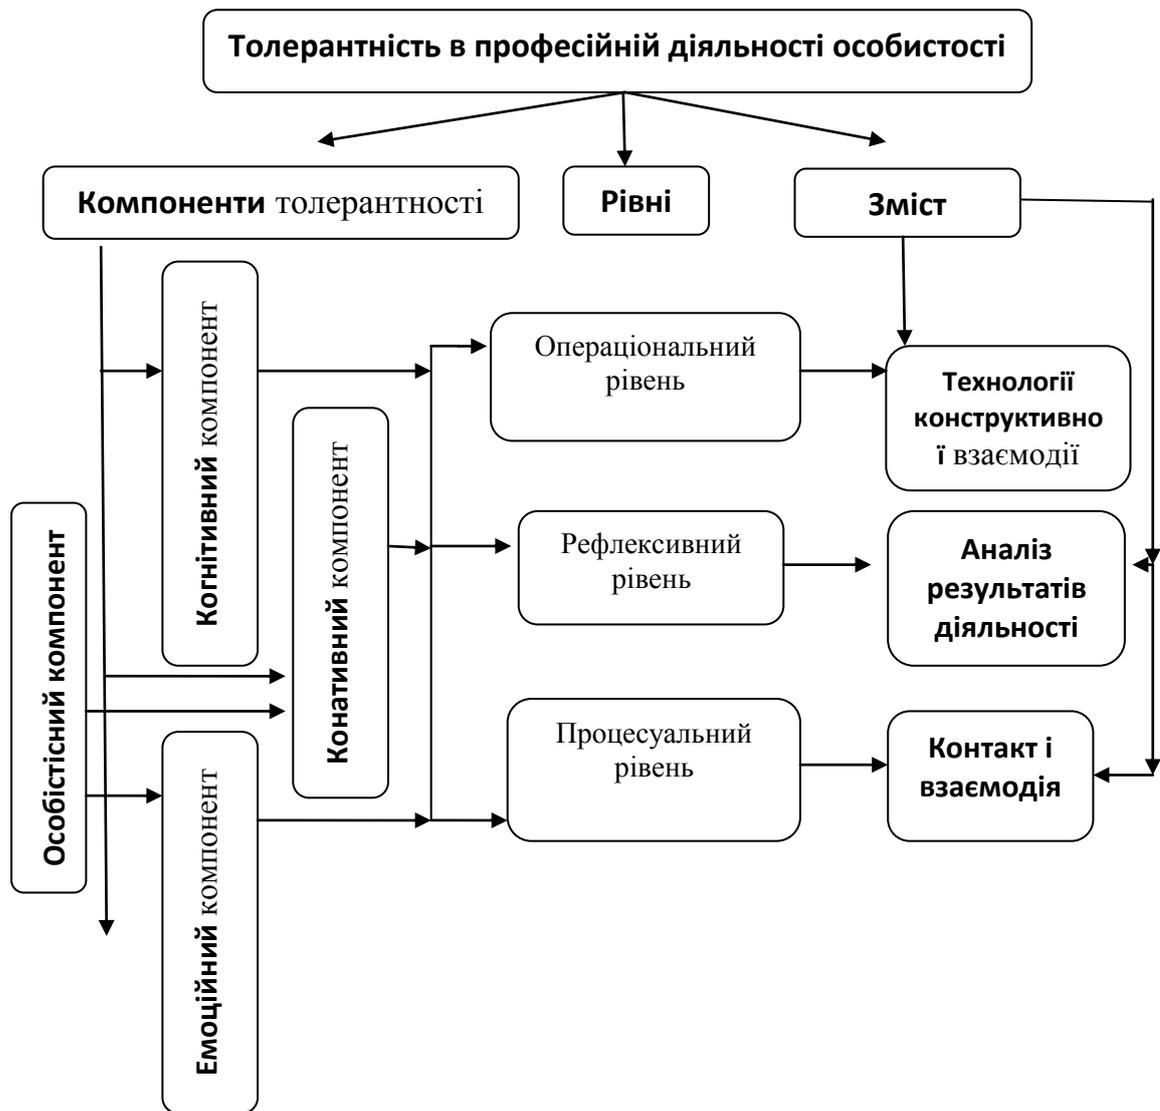 Толерантність в професійній діяльності особистості
Компоненти толерантності
Рівні
Зміст
Когнітивний компонент
Операціональний
рівень
Технології
конструктивно
ї взаємодії
Конативний компонент
Особістісний компонент
Рефлексивний
рівень
Аналіз
результатів
діяльності
Процесуальний
рівень
Контакт і
взаємодія
Емоційний компонент